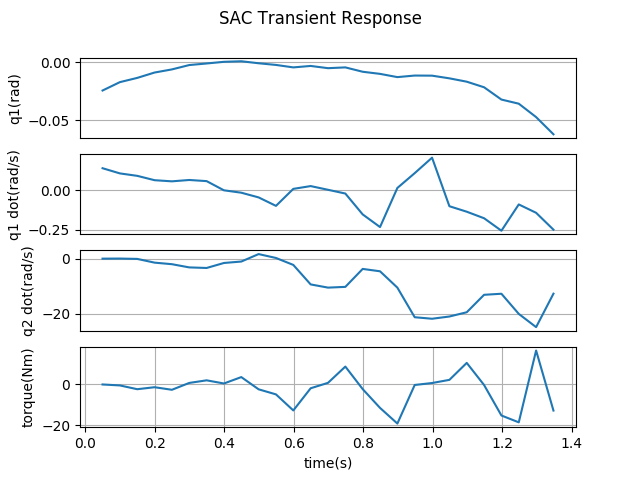 SAC Transient Response
q1(rad)
0.00
−0.05
q1 dot(rad/s)
0.00
−0.25
q2 dot(rad/s)
0
−20
torque(Nm)
0
−20
0.0 0.2 0.4 0.6 0.8 1.0 1.2 1.4
time(s)